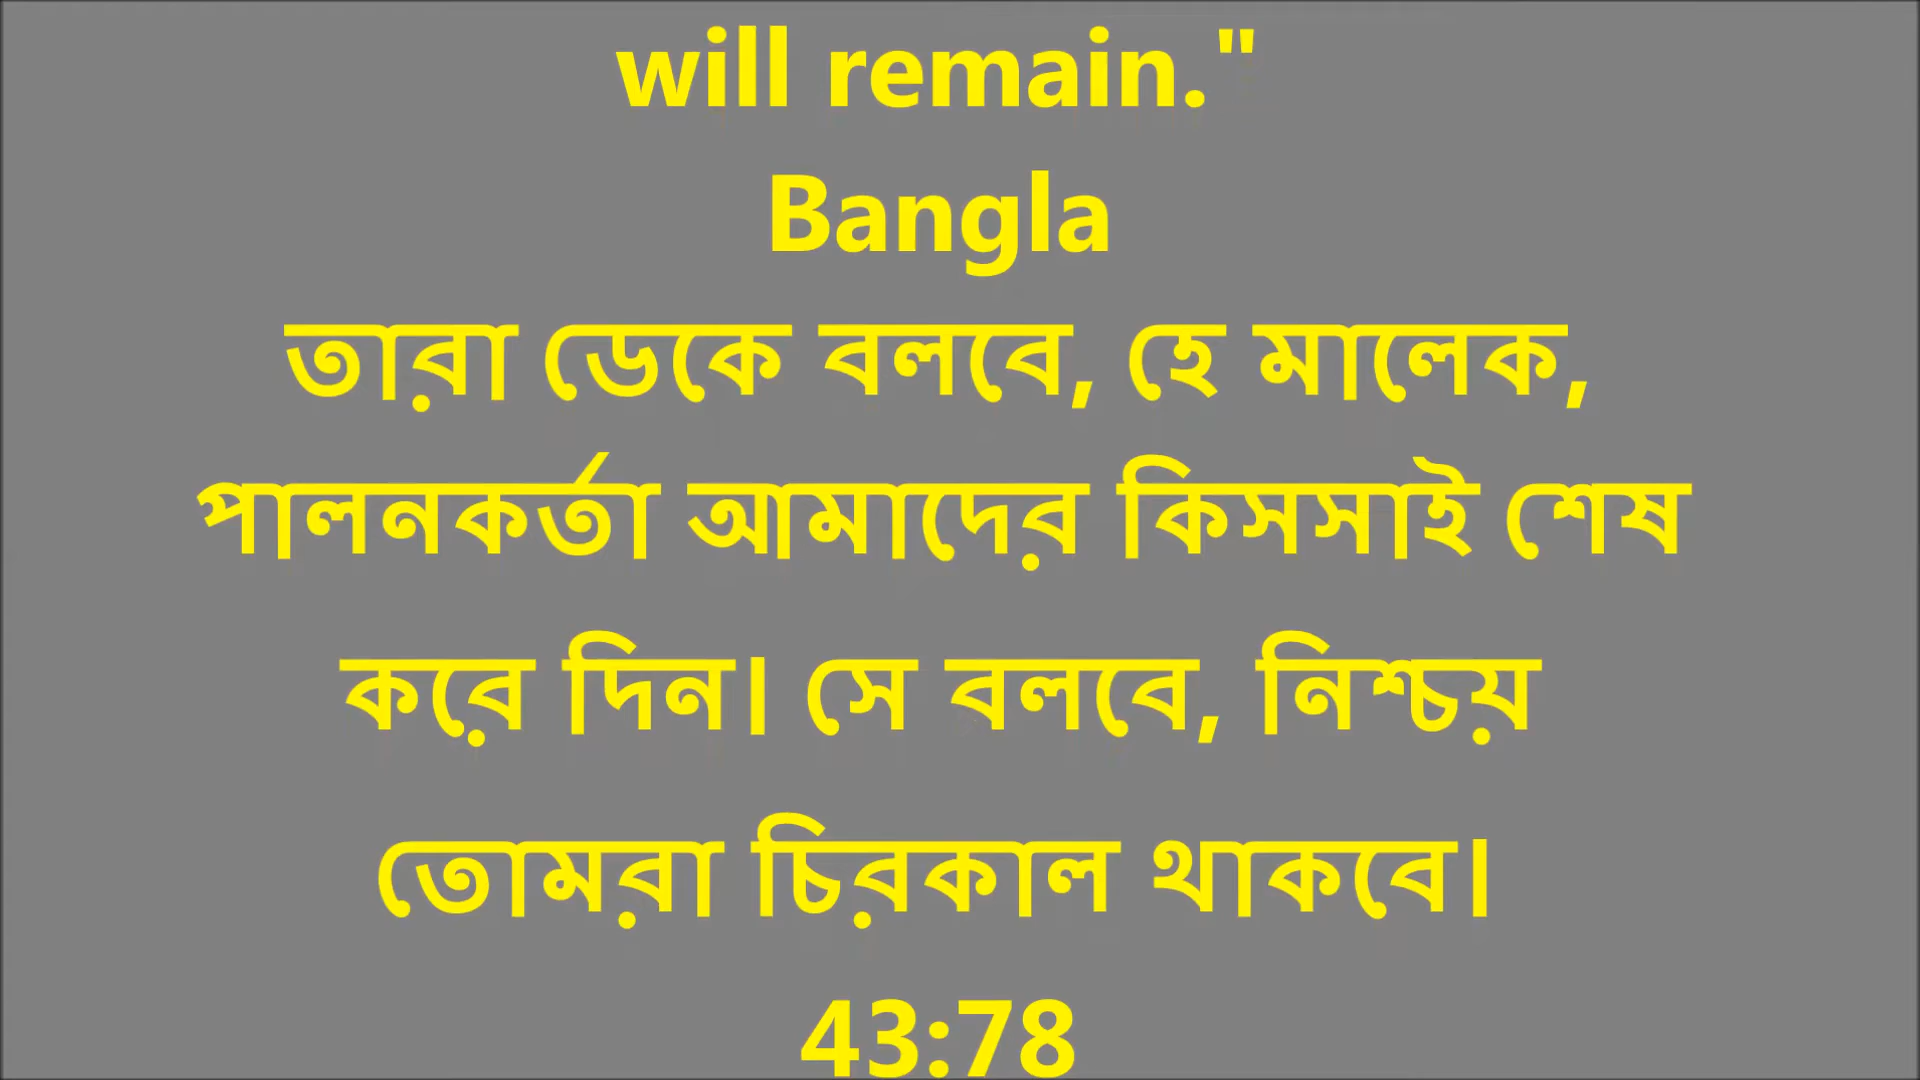 will remain."
Bangla
তারা ডেকে বলবে, হে মালেক,
পালনকর্তা আমাদের কিসসাই শেষ
করে দিন। সে বলবে, নিশ্চয়
তোমরা চিরকাল থাকবে।
43:78